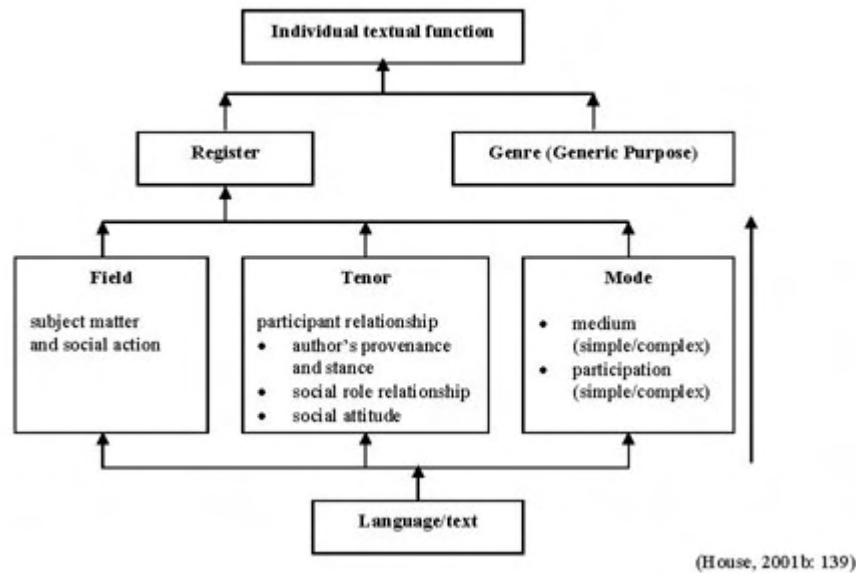 Individual textual function
Register
Genre (Generic Purpose)
Field
subject matter
and social action
Tenor
participant relationship
• author's provenance
and stance
• social role relationship
• social attitude
Mode
• medium
(simple/complex)
• participation
(simple/complex)
Language/text
(House, 2001b: 139)